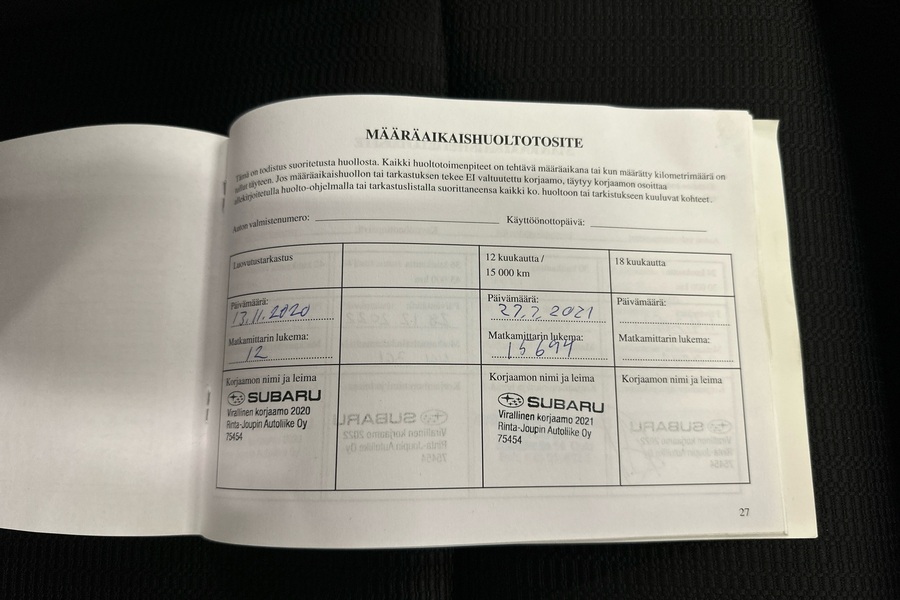 MÄÄRÄAIKAISHUOLTOTOSITE
Tämä on todistus suoritetusta huollosta. Kaikki huoltotoimenpiteet on tehtävä määräaikana tai kun määrätty kilometrimäärä on
tullut täyteen. Jos määräaikaishuollon tai tarkastuksen tekee EI valtuutettu korjaamo, täytyy korjaamon osoittaa
allekirjoitetulla huolto-ohjelmalla tai tarkastuslistalla suorittaneensa kaikki ko. huoltoon tai tarkistukseen kuuluvat kohteet.
Auton valmistenumero: Käyttöönottopäivä:
Luovutustarkastus
12 kuukautta /
15 000 km
18 kuukautta
Päivämäärä:
13.11.2020
Päivämäärä:
27.7 2021
Päivämäärä:
Matkamittarin lukema:
12
Matkamittarin lukema:
15 694
Matkamittarin lukema:
Korjaamon nimi ja leima
SUBARU
Virallinen korjaamo 2020
Rinta-Joupin Autoliike Oy
75454
Korjaamon nimi ja leima
SUBARU
Virallinen korjaamo 2021
Rinta-Joupin Autoliike Oy
75454
Korjaamon nimi ja leima
27